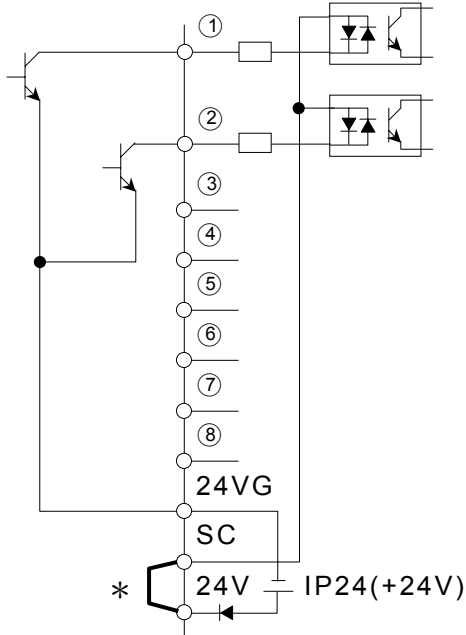 ①
②
③
④
⑤
⑥
⑦
⑧
24VG
SC
* 24V IP24(+24V)